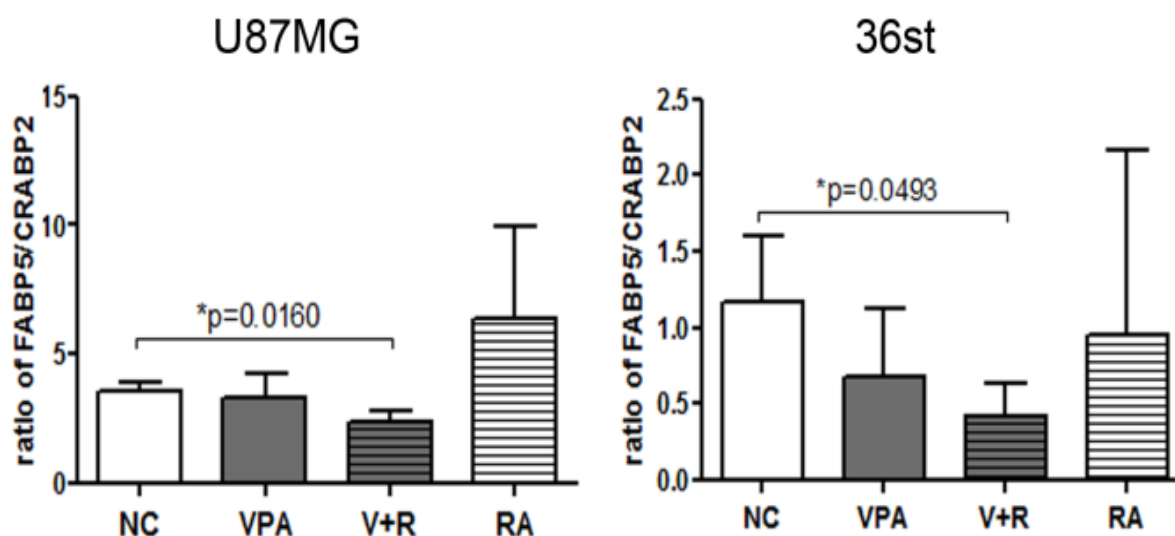 U87MG
ratio of FABP5/CRABP2
15
10
5
0
*p=0.0160
NC VPA V+R RA
36st
ratio of FABP5/CRABP2
2.5
2.0
1.5
1.0
0.5
0.0
*p=0.0493
NC VPA V+R RA